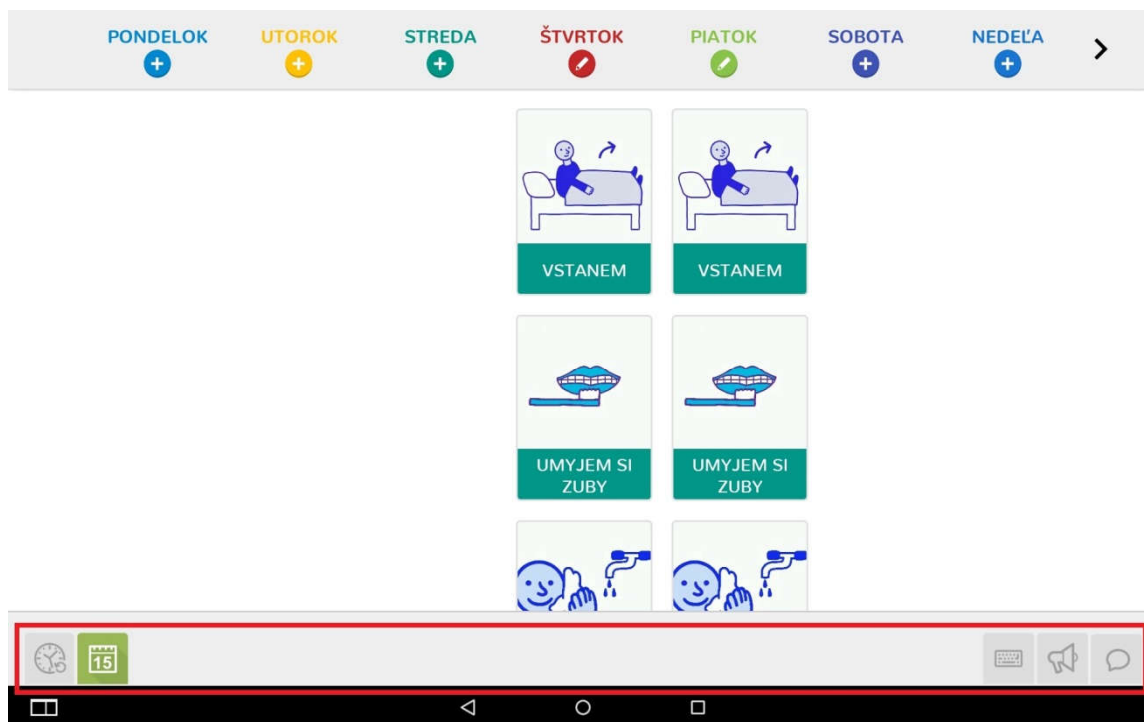 PONDELOK UTOROK STREDA ŠTVRTOK PIATOK SOBOTA NEDEĽA
VSTANEM VSTANEM
UMYJEM SI UMYJEM SI
ZUBY ZUBY
15